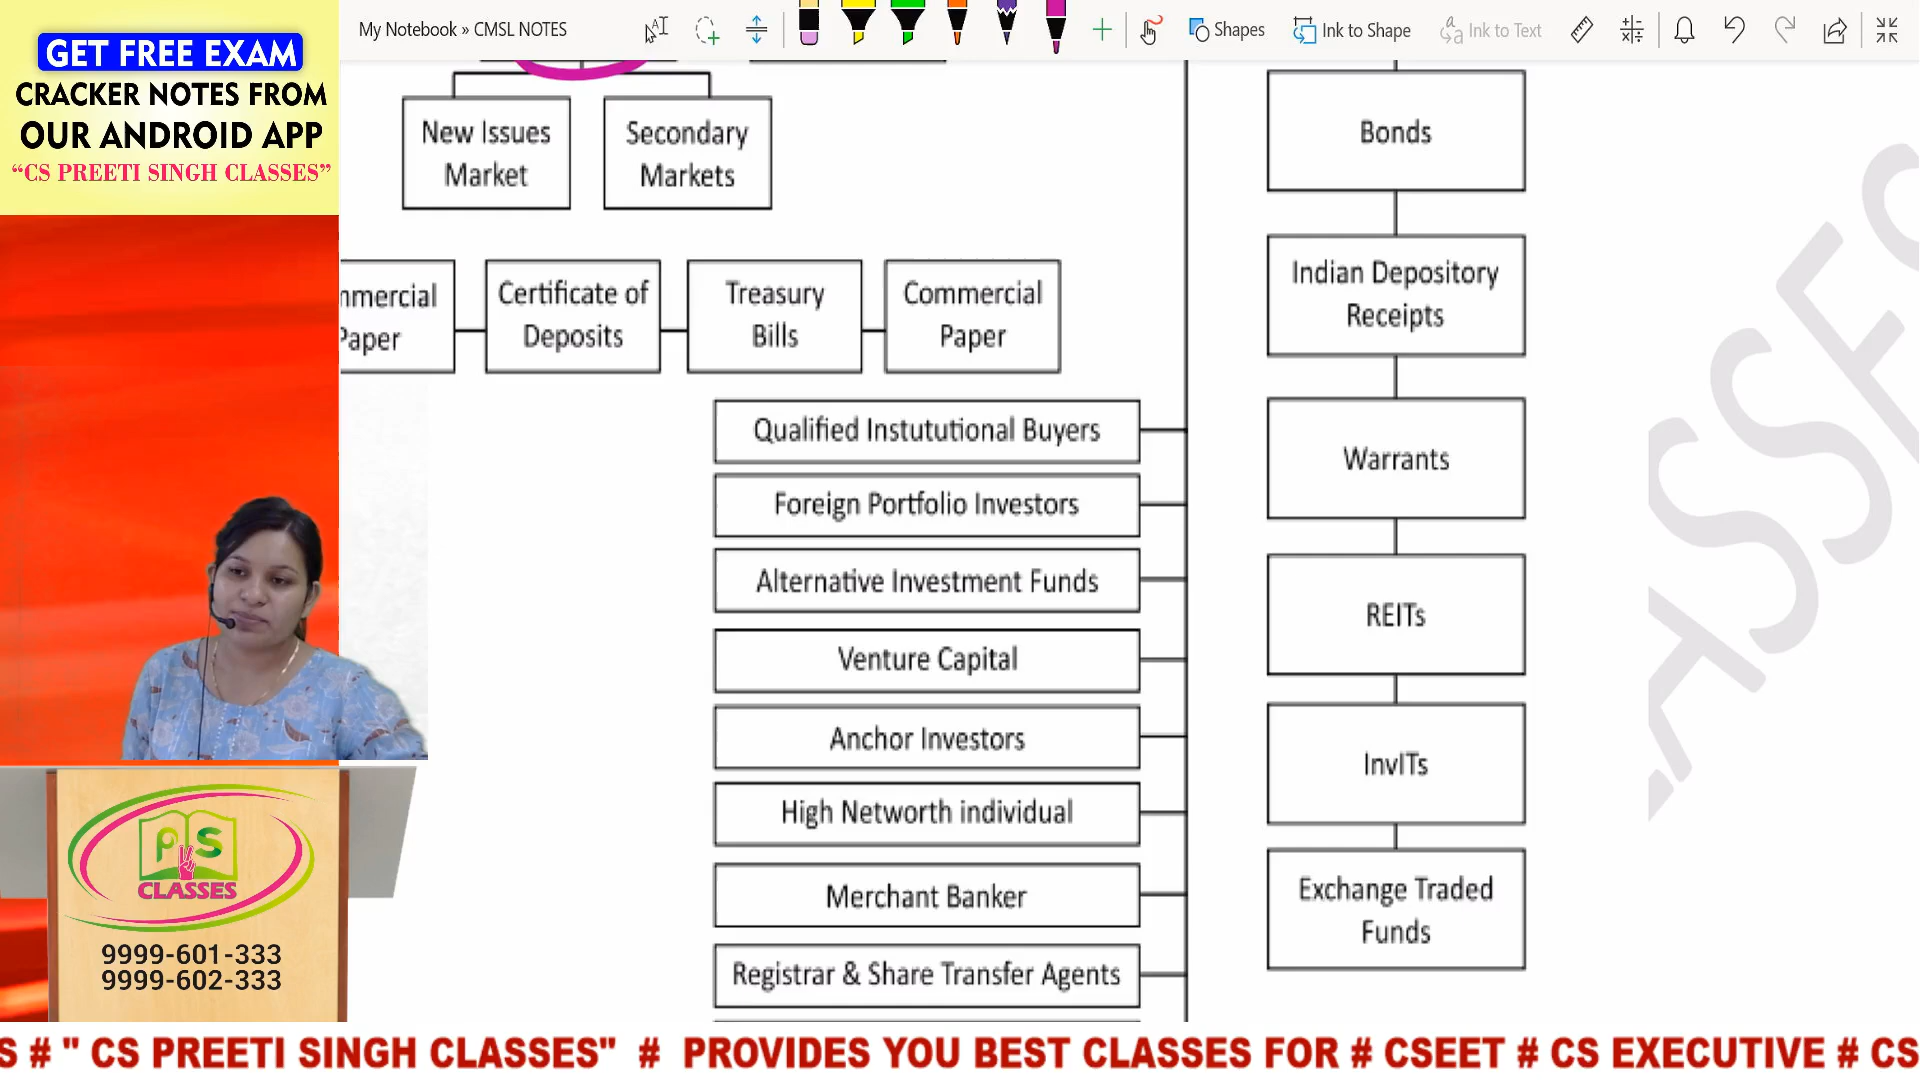 GET FREE EXAM
CRACKER NOTES FROM
OUR ANDROID APP
“CS PREETI SINGH CLASSES”
My Notebook » CMSL NOTES
Shapes
Ink to Shape
Ink to Text
New Issues
Market
Secondary
Markets
mmercial
Paper
Certificate of
Deposits
Treasury
Bills
Commercial
Paper
Qualified Instututional Buyers
Foreign Portfolio Investors
Alternative Investment Funds
Venture Capital
Anchor Investors
High Networth individual
Merchant Banker
Registrar & Share Transfer Agents
Bonds
Indian Depository
Receipts
Warrants
REITs
InvITs
Exchange Traded
Funds
ASSES
PS
CLASSES
9999-601-333
9999-602-333
S # " CS PREETI SINGH CLASSES" # PROVIDES YOU BEST CLASSES FOR # CSEET # CS EXECUTIVE # CS